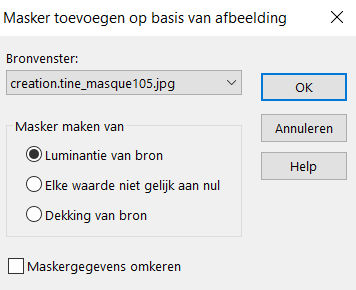 Masker toevoegen op basis van afbeelding
Bronvenster:
creation.tine_masque105.jpg
OK
Masker maken van
Annuleren
Luminantie van bron
Help
Elke waarde niet gelijk aan nul
Dekking van bron
Maskergegevens omkeren